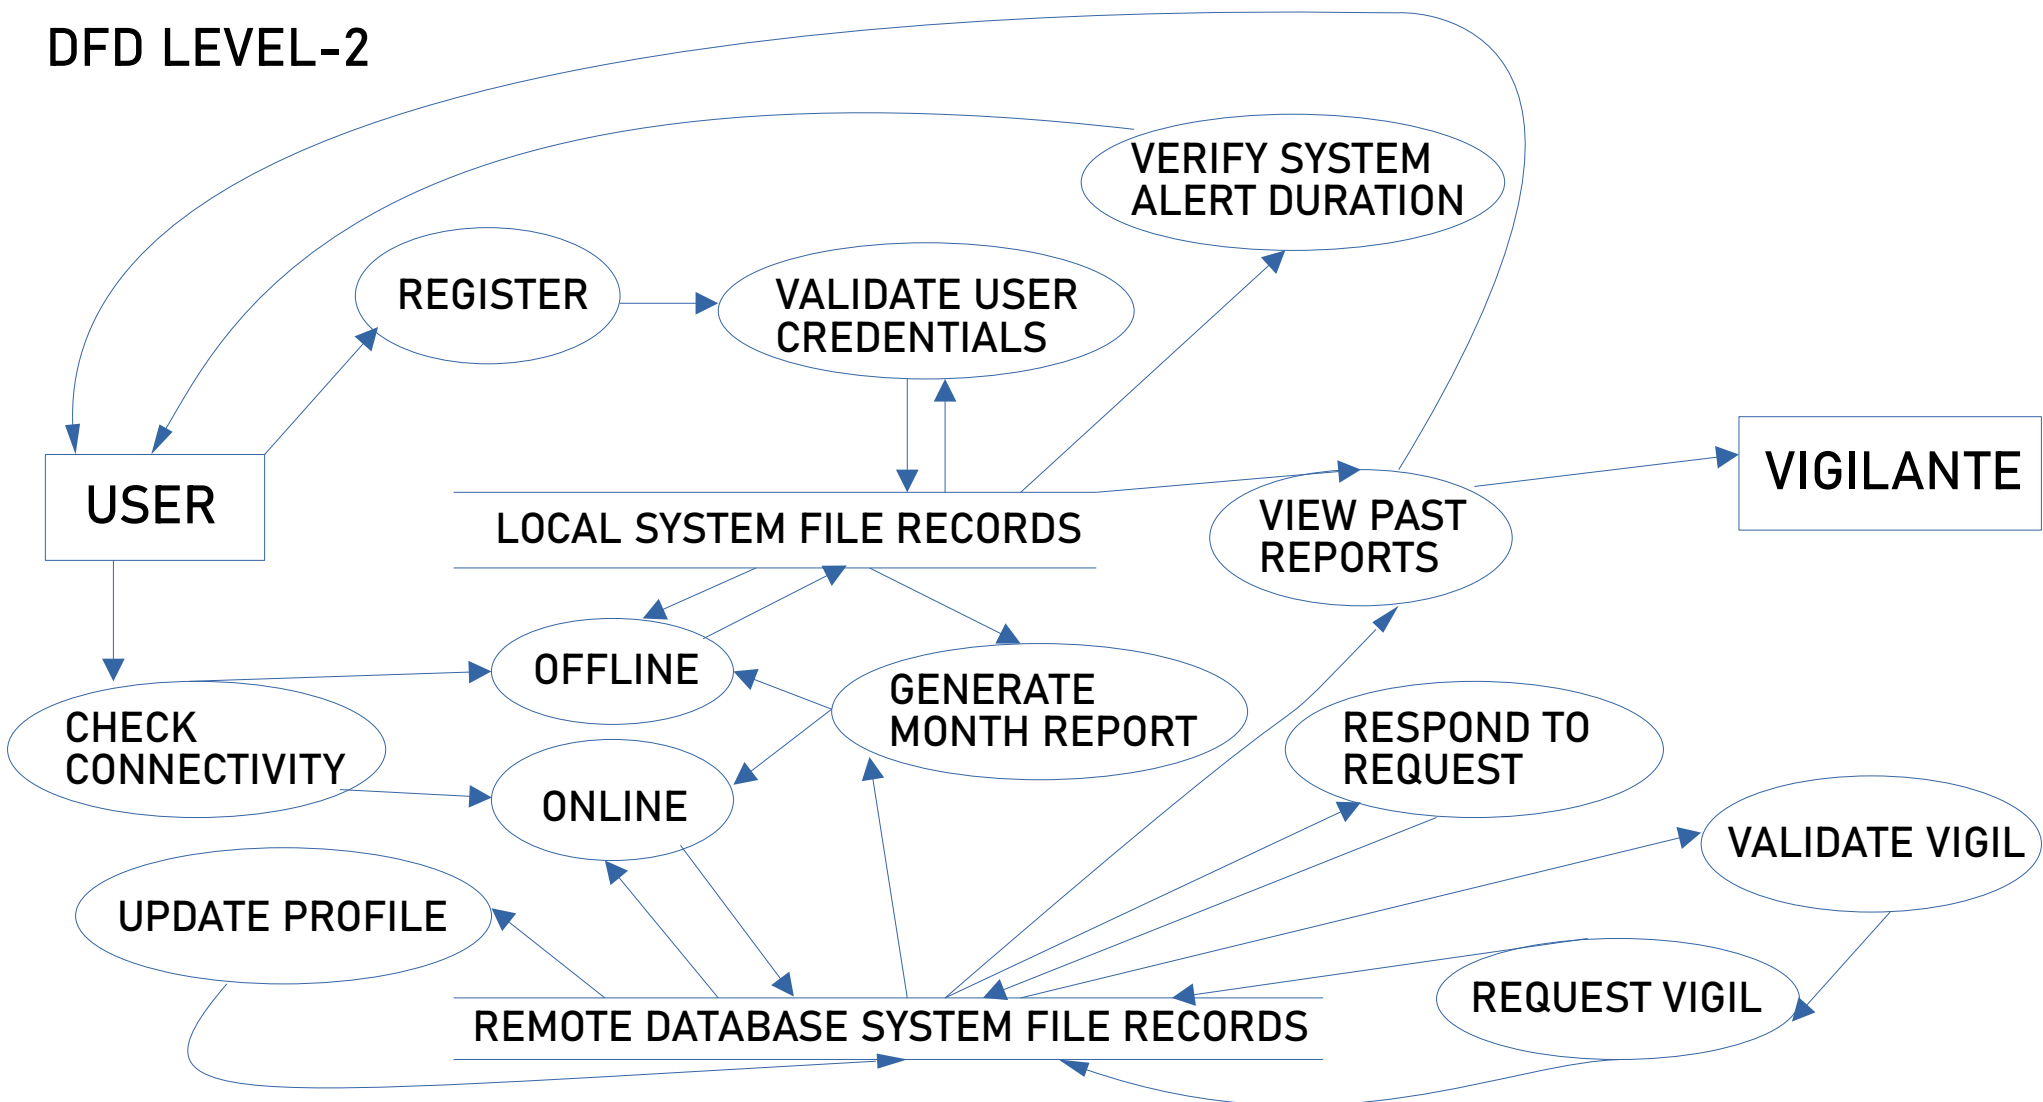 DFD LEVEL-2
VERIFY SYSTEM
ALERT DURATION
REGISTER
VALIDATE USER
CREDENTIALS
USER
LOCAL SYSTEM FILE RECORDS
VIEW PAST
REPORTS
VIGILANTE
OFFLINE
GENERATE
MONTH REPORT
CHECK
CONNECTIVITY
RESPOND TO
REQUEST
ONLINE
VALIDATE VIGIL
UPDATE PROFILE
REQUEST VIGIL
REMOTE DATABASE SYSTEM FILE RECORDS